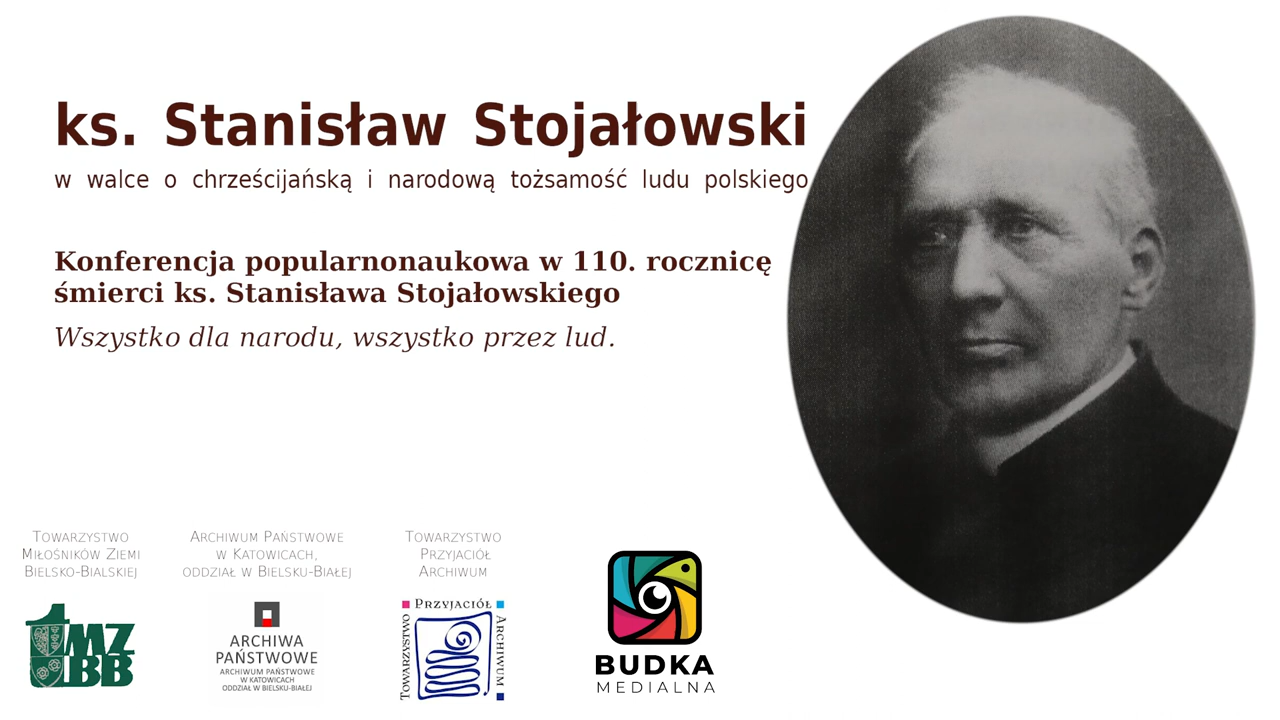 ks. Stanisław Stojałowski
w walce o chrześcijańską i narodową tożsamość ludu polskiego
Konferencja popularnonaukowa w 110. rocznicę
śmierci ks. Stanisława Stojałowskiego
Wszystko dla narodu, wszystko przez lud.
Towarzystwo
Miłośników Ziemi
Bielsko-Bialskiej
TMZ
BB
Archiwum Państwowe
w Katowicach,
oddział w Bielsku-Białej
ARCHIWA
PAŃSTWOWE
ARCHIWUM PAŃSTWOWE
W KATOWICACH
ODDZIAŁ W BIELSKU-BIAŁEJ
Towarzystwo
Przyjaciół
Archiwum
Towarzystwo
Przyjaciół
Archiwum
BUDKA
MEDIALNA